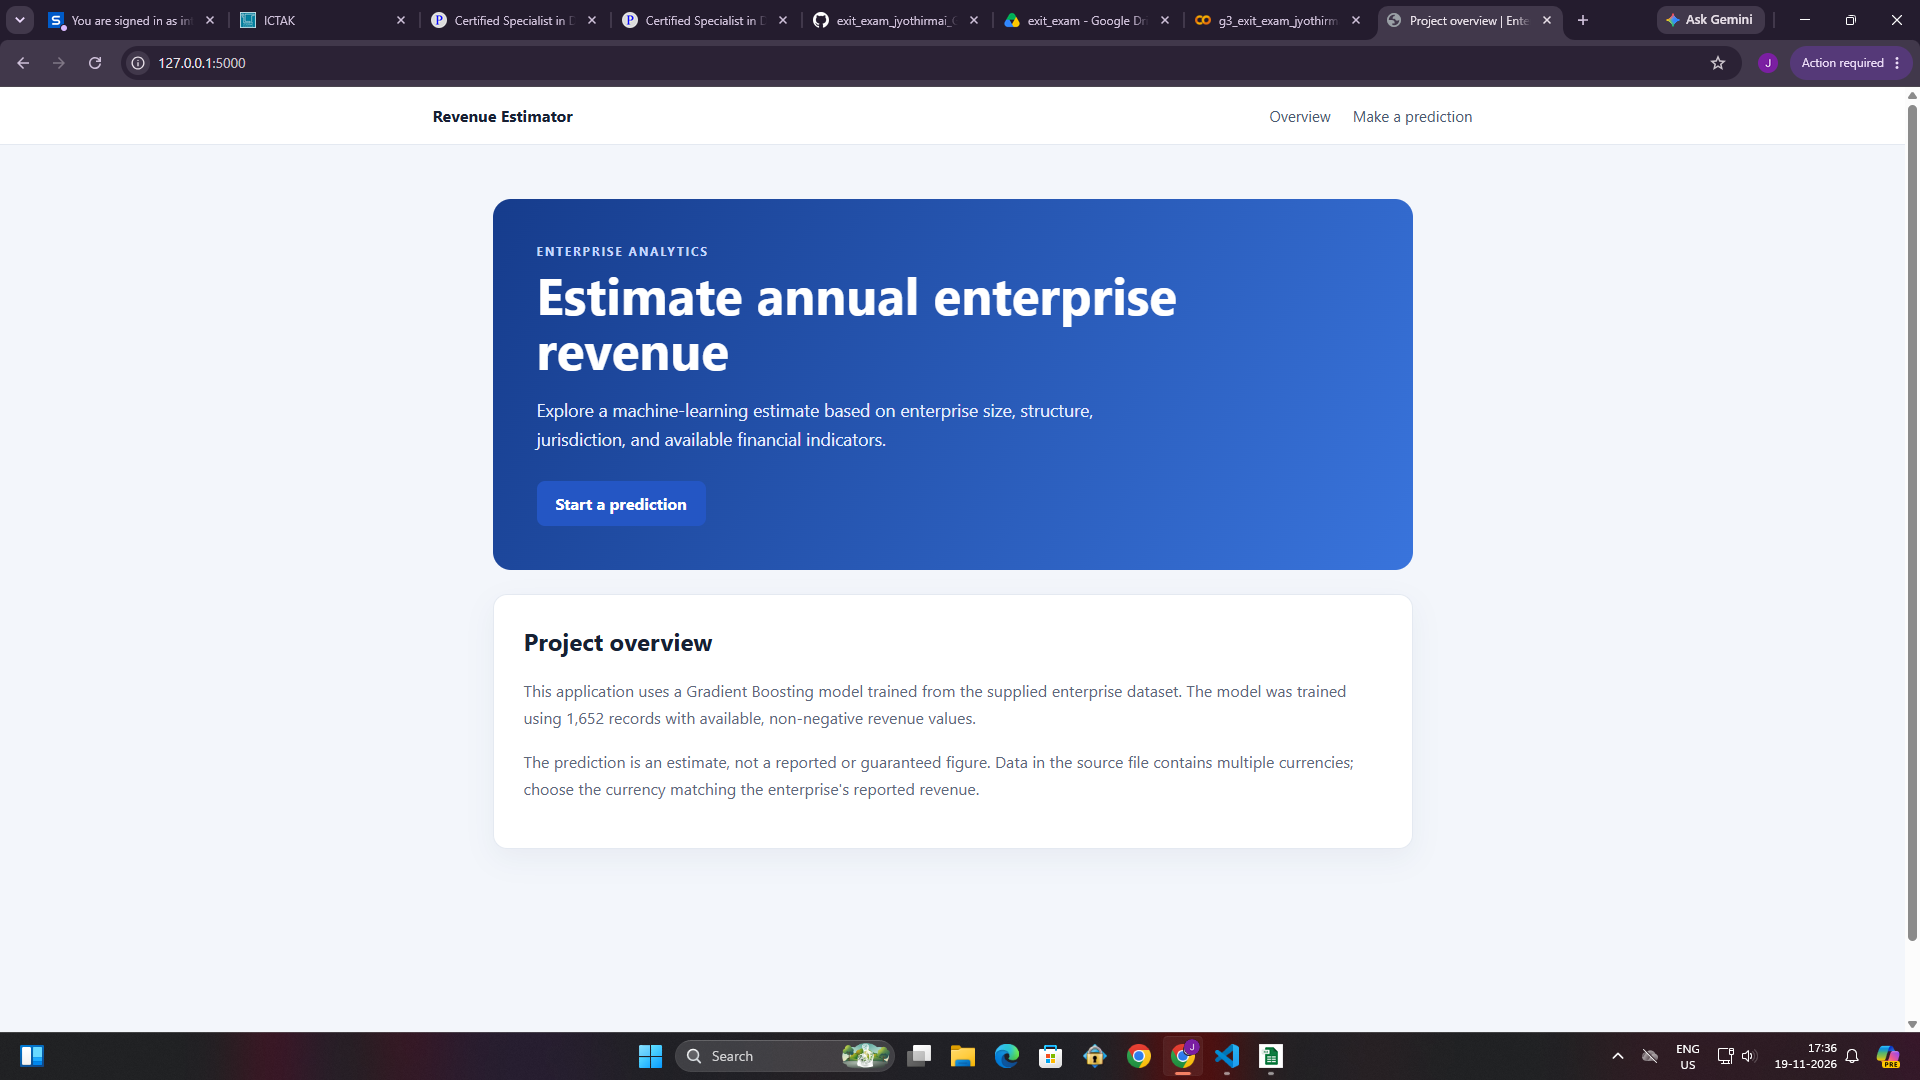 You are signed in as in
ICTAK
Certified Specialist in D
Certified Specialist in D
exit_exam_jyothirmai_
exit_exam - Google Dr
g3_exit_exam_jyothirm
Project overview | Ente
Ask Gemini
127.0.0.1:5000
J
Action required
Revenue Estimator
Overview
Make a prediction
ENTERPRISE ANALYTICS
Estimate annual enterprise
revenue
Explore a machine-learning estimate based on enterprise size, structure,
jurisdiction, and available financial indicators.
Start a prediction
Project overview
This application uses a Gradient Boosting model trained from the supplied enterprise dataset. The model was trained
using 1,652 records with available, non-negative revenue values.
The prediction is an estimate, not a reported or guaranteed figure. Data in the source file contains multiple currencies;
choose the currency matching the enterprise's reported revenue.
Search
J
ENG
US
17:36
19-11-2026
PRE